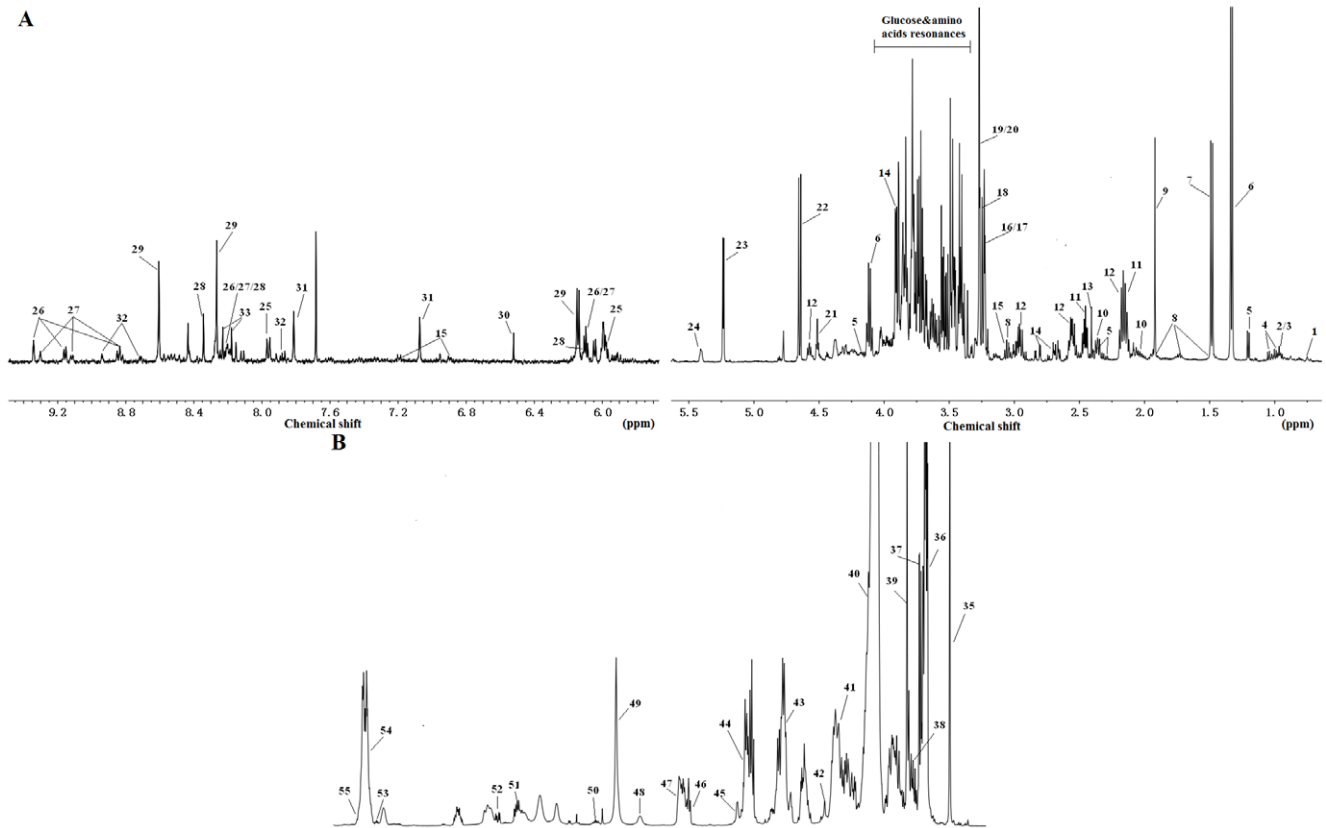 A
Glucose&amino
acids resonances
19/20
14 18
7 9 6
22 16/17
29 29 23 6 12 11
28 26/27/28 31 31 29 26/27 12 11 13
26 27 32 33 25 32 15 30 28 25 24 12 21 5 15 8 12 14 12 10 5 10 8 5 4 2/3 1
9.2 8.8 8.4 8.0 7.6 7.2 6.8 6.4 6.0 5.5 5.0 4.5 4.0 3.5 3.0 2.5 2.0 1.5 1.0
Chemical shift (ppm) Chemical shift (ppm)
B
37 36
40 39 35
49 41
54 44 43 38
55 53 52 51 50 48 47 46 45 42